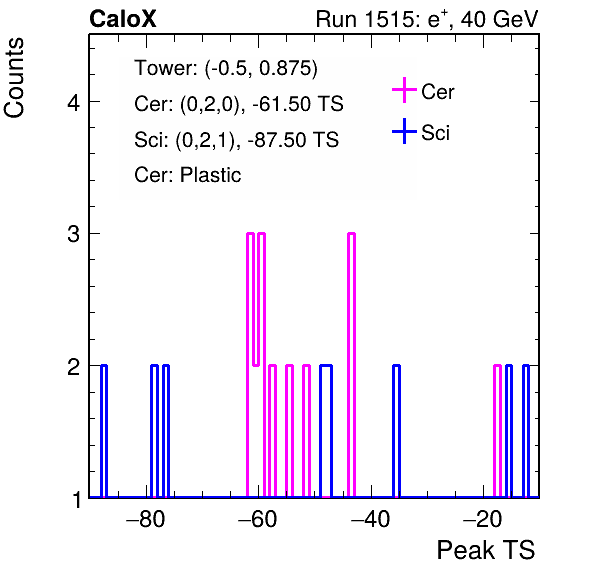 CaloX Run 1515: e⁺, 40 GeV
Counts
Tower: (-0.5, 0.875)
Cer: (0,2,0), -61.50 TS
Sci: (0,2,1), -87.50 TS
Cer: Plastic
Cer
Sci
4
3
2
1
−80 −60 −40 −20
Peak TS